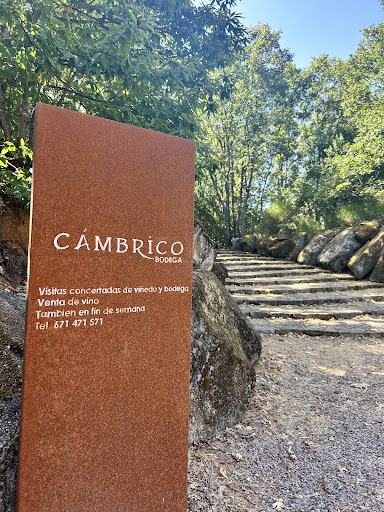 CÁMBRICO
BODEGA
Visitas concertadas de viñedo y bodega
Venta de vino
Tambien en fin de semana
Tel. 671 471 571